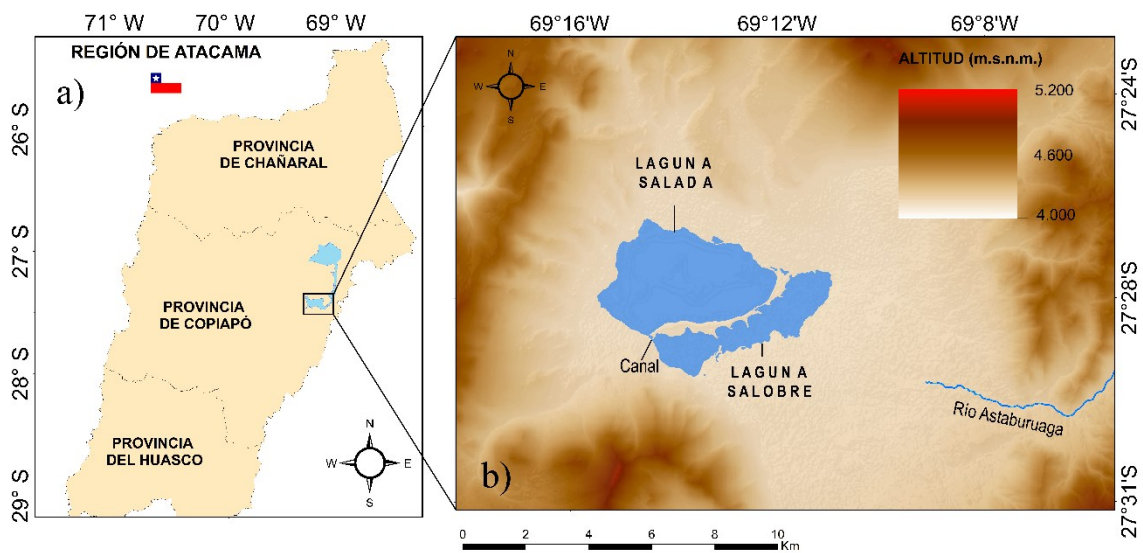 71° W
70° W
69° W
69°16'W
69°12'W
69°8'W
REGIÓN DE ATACAMA
a)
26° S
27° S
28° S
29° S
PROVINCIA
DE CHAÑARAL
PROVINCIA
DE COPIAPÓ
PROVINCIA
DEL HUASCO
N
W
E
S
N
W
E
S
ALTITUD (m.s.n.m.)
5.200
4.600
4.000
LAGUNA
SALADA
Canal
LAGUNA
SALOBRE
Río Astaburuaga
b)
27°24'S
27°28'S
27°31'S
0
2
4
6
8
10
Km